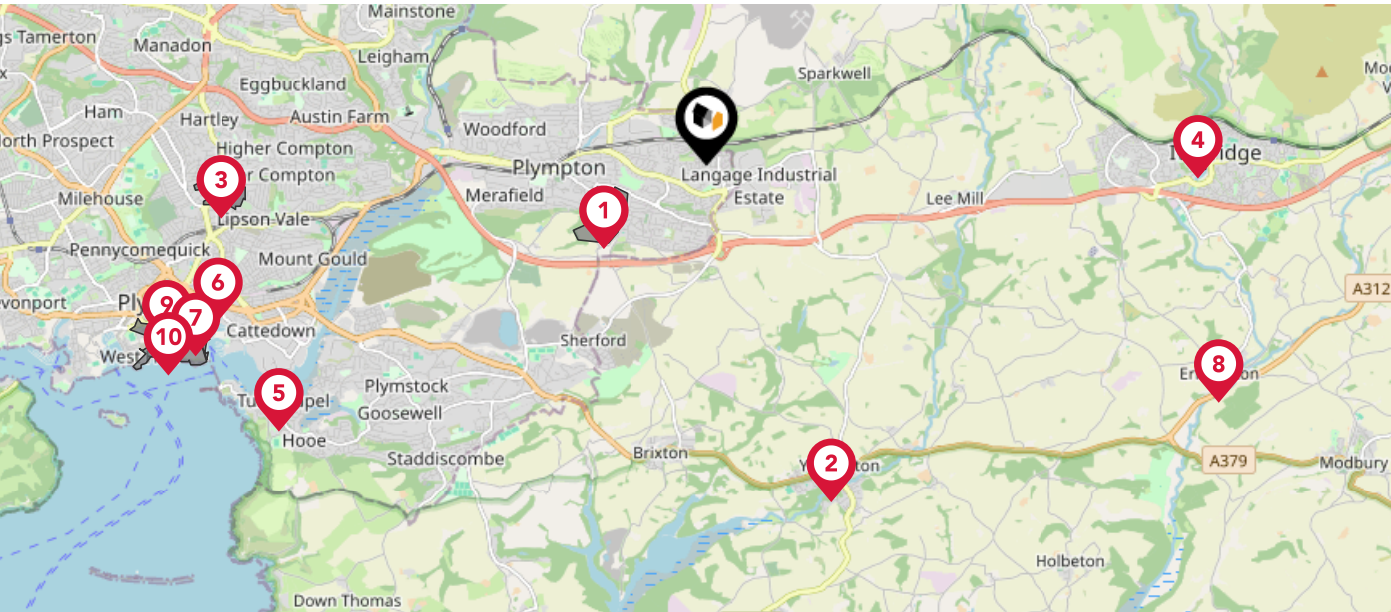 Mainstone
gs Tamerton
Manadon
Leigham
Sparkwell
Eggbuckland
Ham
Hartley
Austin Farm
Woodford
North Prospect
Higher Compton
4
Plympton
3
r Compton
Langage Industrial
Estate
Merafield
Milehouse
Lee Mill
1
Lipson Vale
Pennycomequick
Mount Gould
6
A312
evonport
9
7
Cattedown
10
West
Sherford
8
Plymstock
5
Goosewell
Hooe
Staddiscombe
Brixton
2
A379
Modbury
Holbeton
Down Thomas